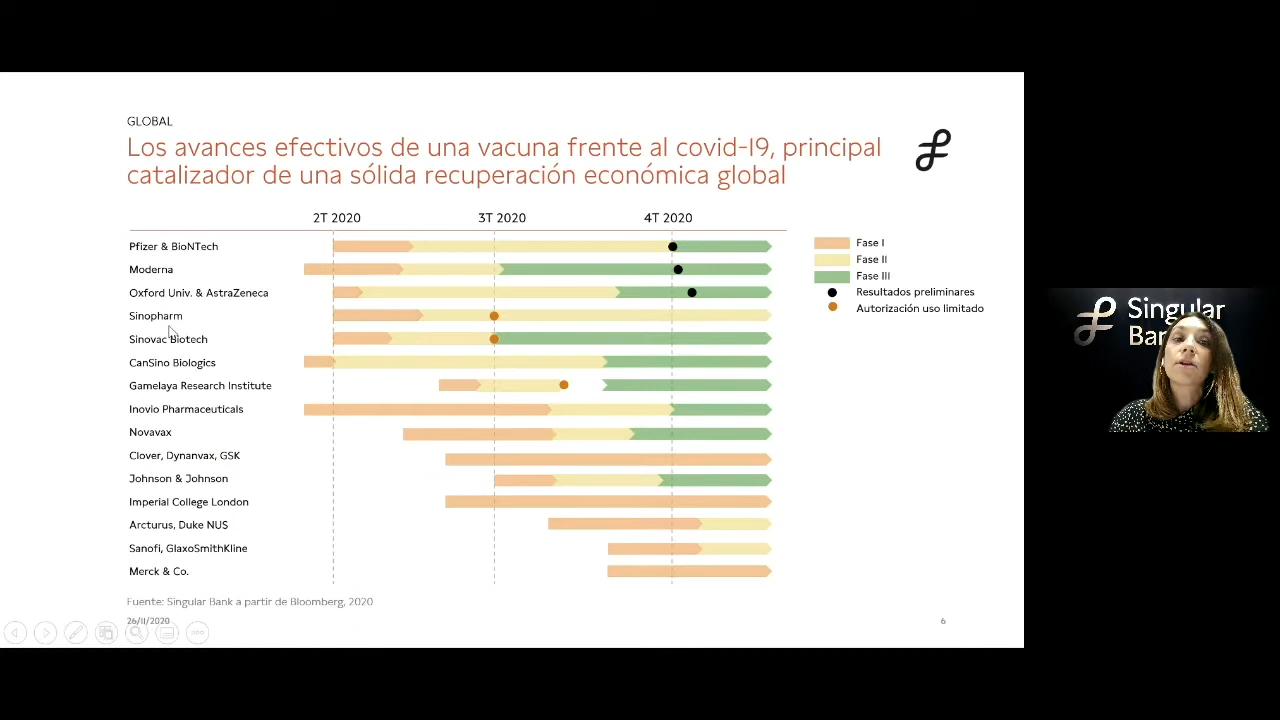 GLOBAL
Los avances efectivos de una vacuna frente al covid-19, principal
catalizador de una sólida recuperación económica global
2T 2020
3T 2020
4T 2020
Pfizer & BioNTech
Moderna
Oxford Univ. & AstraZeneca
Sinopharm
Sinovac Biotech
CanSino Biologics
Gamelaya Research Institute
Inovio Pharmaceuticals
Novavax
Clover, Dynanvax, GSK
Johnson & Johnson
Imperial College London
Arcturus, Duke NUS
Sanofi, GlaxoSmithKline
Merck & Co.
Fase I
Fase II
Fase III
Resultados preliminares
Autorización uso limitado
Fuente: Singular Bank a partir de Bloomberg, 2020
26/11/2020
6
Singular